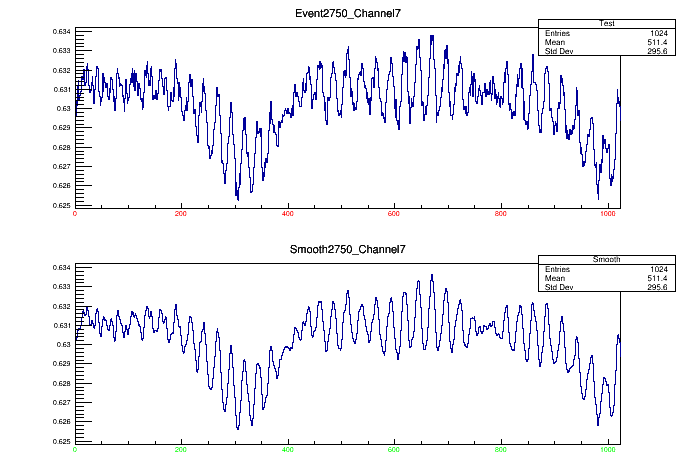 Event2750_Channel7
Test
Entries 1024
Mean 511.4
Std Dev 295.6
0.634
0.633
0.632
0.631
0.63
0.629
0.628
0.627
0.626
0.625
0 200 400 600 800 1000
Smooth2750_Channel7
Smooth
Entries 1024
Mean 511.4
Std Dev 295.6
0.634
0.633
0.632
0.631
0.63
0.629
0.628
0.627
0.626
0.625
0 200 400 600 800 1000